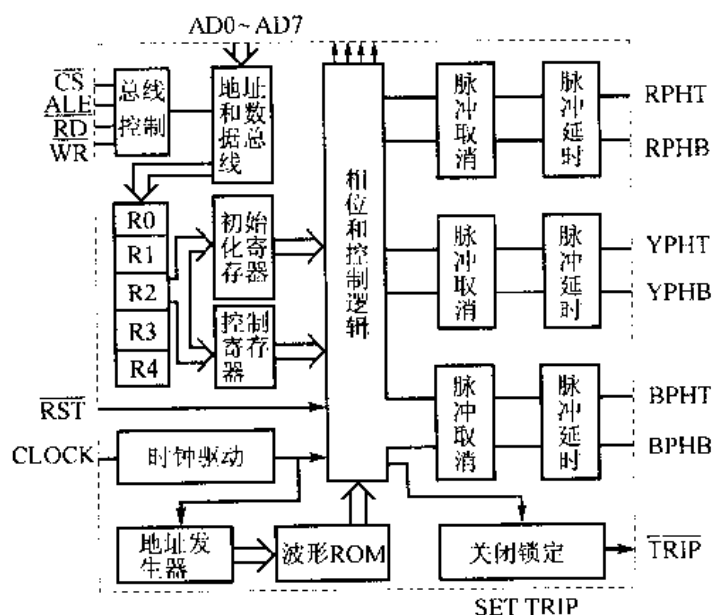 AD0~AD7
CS
ALE
RD
WR
总线
控制
地址
和数
据总
线
R0
R1
R2
R3
R4
初始
化寄
存器
控制
寄存
器
相位和控制逻辑
脉冲取消
脉冲延时
RPHT
RPHB
脉冲取消
脉冲延时
YPHT
YPHB
脉冲取消
脉冲延时
BPHT
BPHB
RST
CLOCK
时钟驱动
地址发
生器
波形ROM
关闭锁定
TRIP
SET TRIP